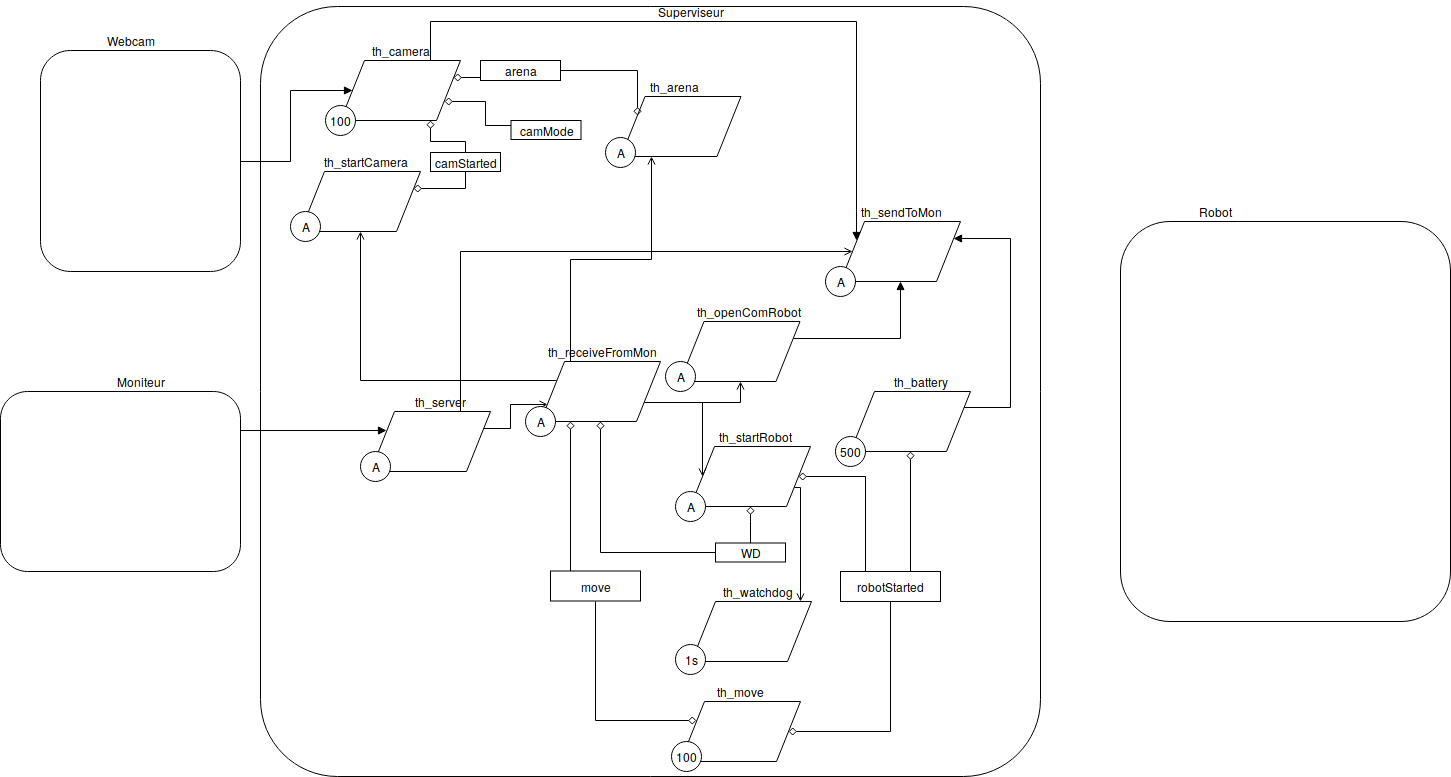 Superviseur
Webcam
th_camera
arena
th_arena
100
camMode
A
th_startCamera
camStarted
A
th_sendToMon
Robot
A
th_openComRobot
th_receiveFromMon
A
Moniteur
th_battery
th_server
A
th_startRobot
500
A
A
WD
move
th_watchdog
robotStarted
1s
th_move
100